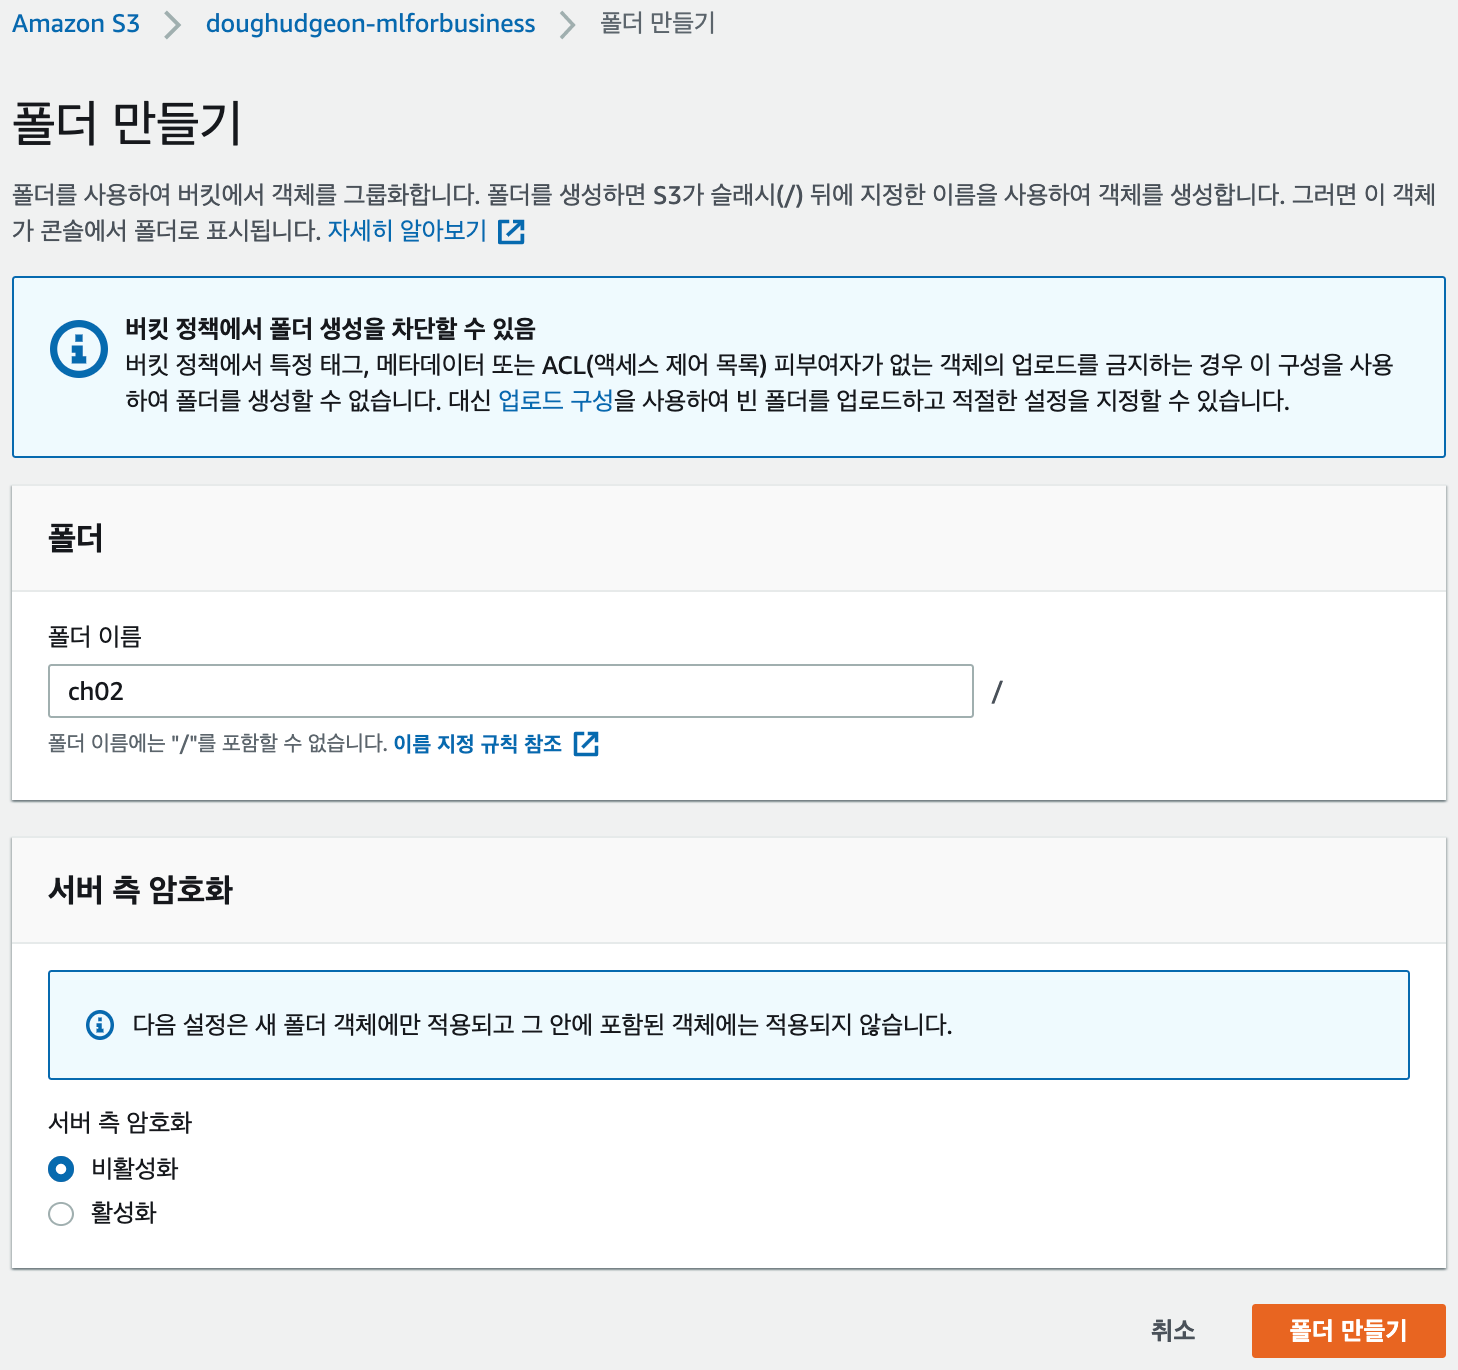 Amazon S3 > doughudgeon-mlforbusiness > 폴더 만들기
폴더 만들기
폴더를 사용하여 버킷에서 객체를 그룹화합니다. 폴더를 생성하면 S3가 슬래시(/) 뒤에 지정한 이름을 사용하여 객체를 생성합니다. 그러면 이 객체
가 콘솔에서 폴더로 표시됩니다. 자세히 알아보기
버킷 정책에서 폴더 생성을 차단할 수 있음
버킷 정책에서 특정 태그, 메타데이터 또는 ACL(액세스 제어 목록) 피부여자가 없는 객체의 업로드를 금지하는 경우 이 구성을 사용
하여 폴더를 생성할 수 없습니다. 대신 업로드 구성을 사용하여 빈 폴더를 업로드하고 적절한 설정을 지정할 수 있습니다.
폴더
폴더 이름
ch02 /
폴더 이름에는 "/"를 포함할 수 없습니다. 이름 지정 규칙 참조
서버 측 암호화
다음 설정은 새 폴더 객체에만 적용되고 그 안에 포함된 객체에는 적용되지 않습니다.
서버 측 암호화
비활성화
활성화
취소 폴더 만들기